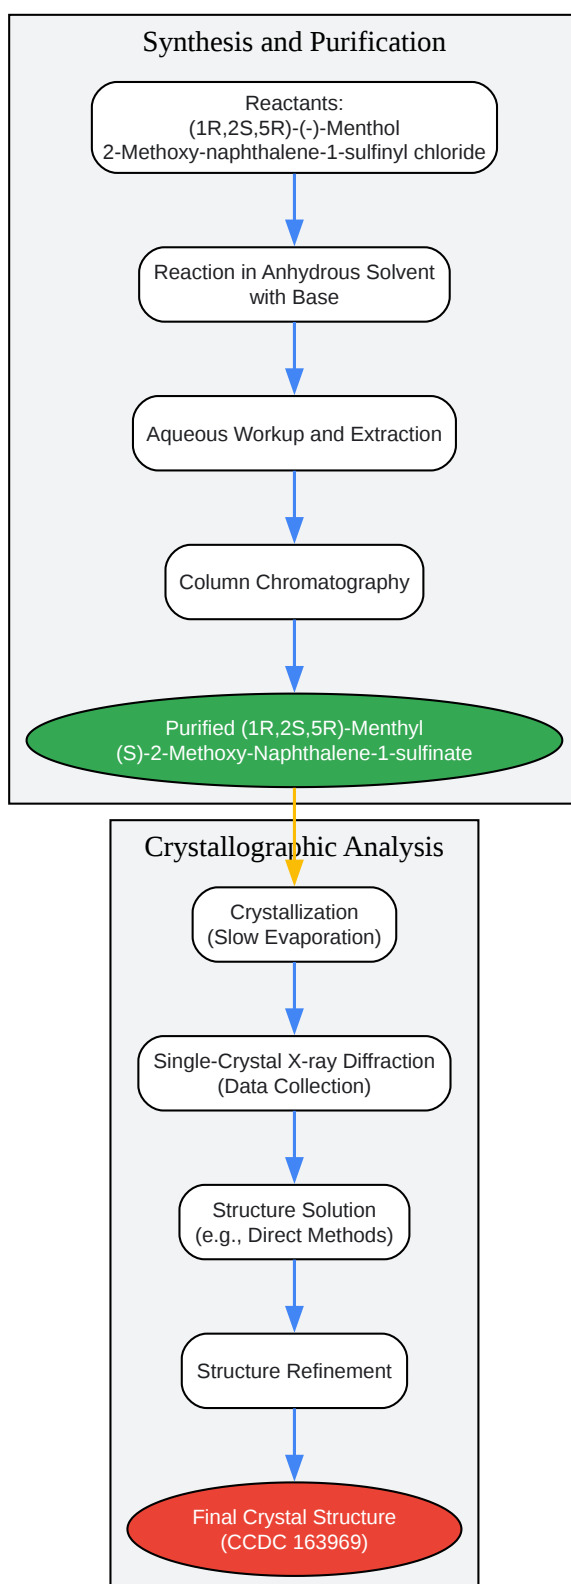 Synthesis and Purification
Reactants:
(1R,2S,5R)-(-)-Menthol
2-Methoxy-naphthalene-1-sulfinyl chloride
Reaction in Anhydrous Solvent
with Base
Aqueous Workup and Extraction
Column Chromatography
Purified (1R,2S,5R)-Menthyl
(S)-2-Methoxy-Naphthalene-1-sulfinate
Crystallographic Analysis
Crystallization
(Slow Evaporation)
Single-Crystal X-ray Diffraction
(Data Collection)
Structure Solution
(e.g., Direct Methods)
Structure Refinement
Final Crystal Structure
(CCDC 163969)